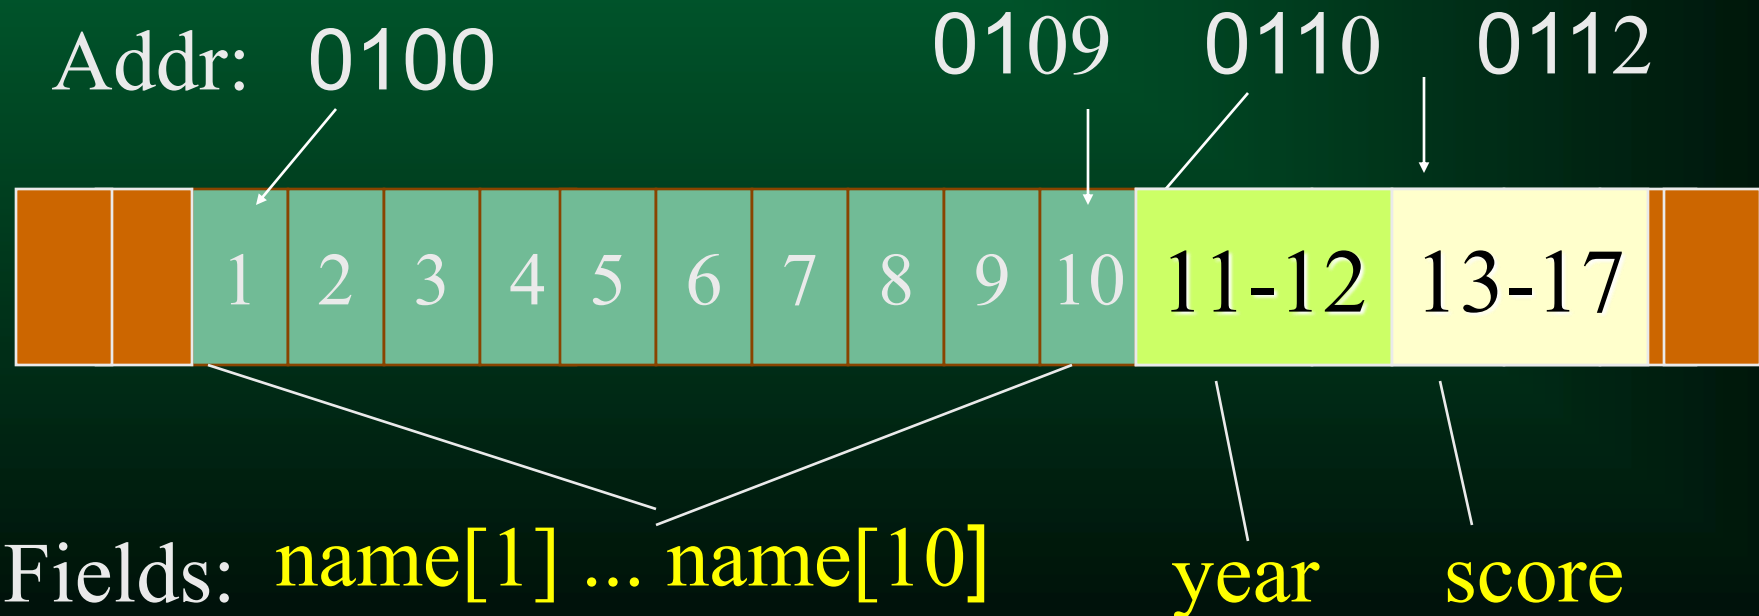 Addr: 0100 0109 0110 0112
1 2 3 4 5 6 7 8 9 10 11-12 13-17
Fields: name[1] ... name[10] year score